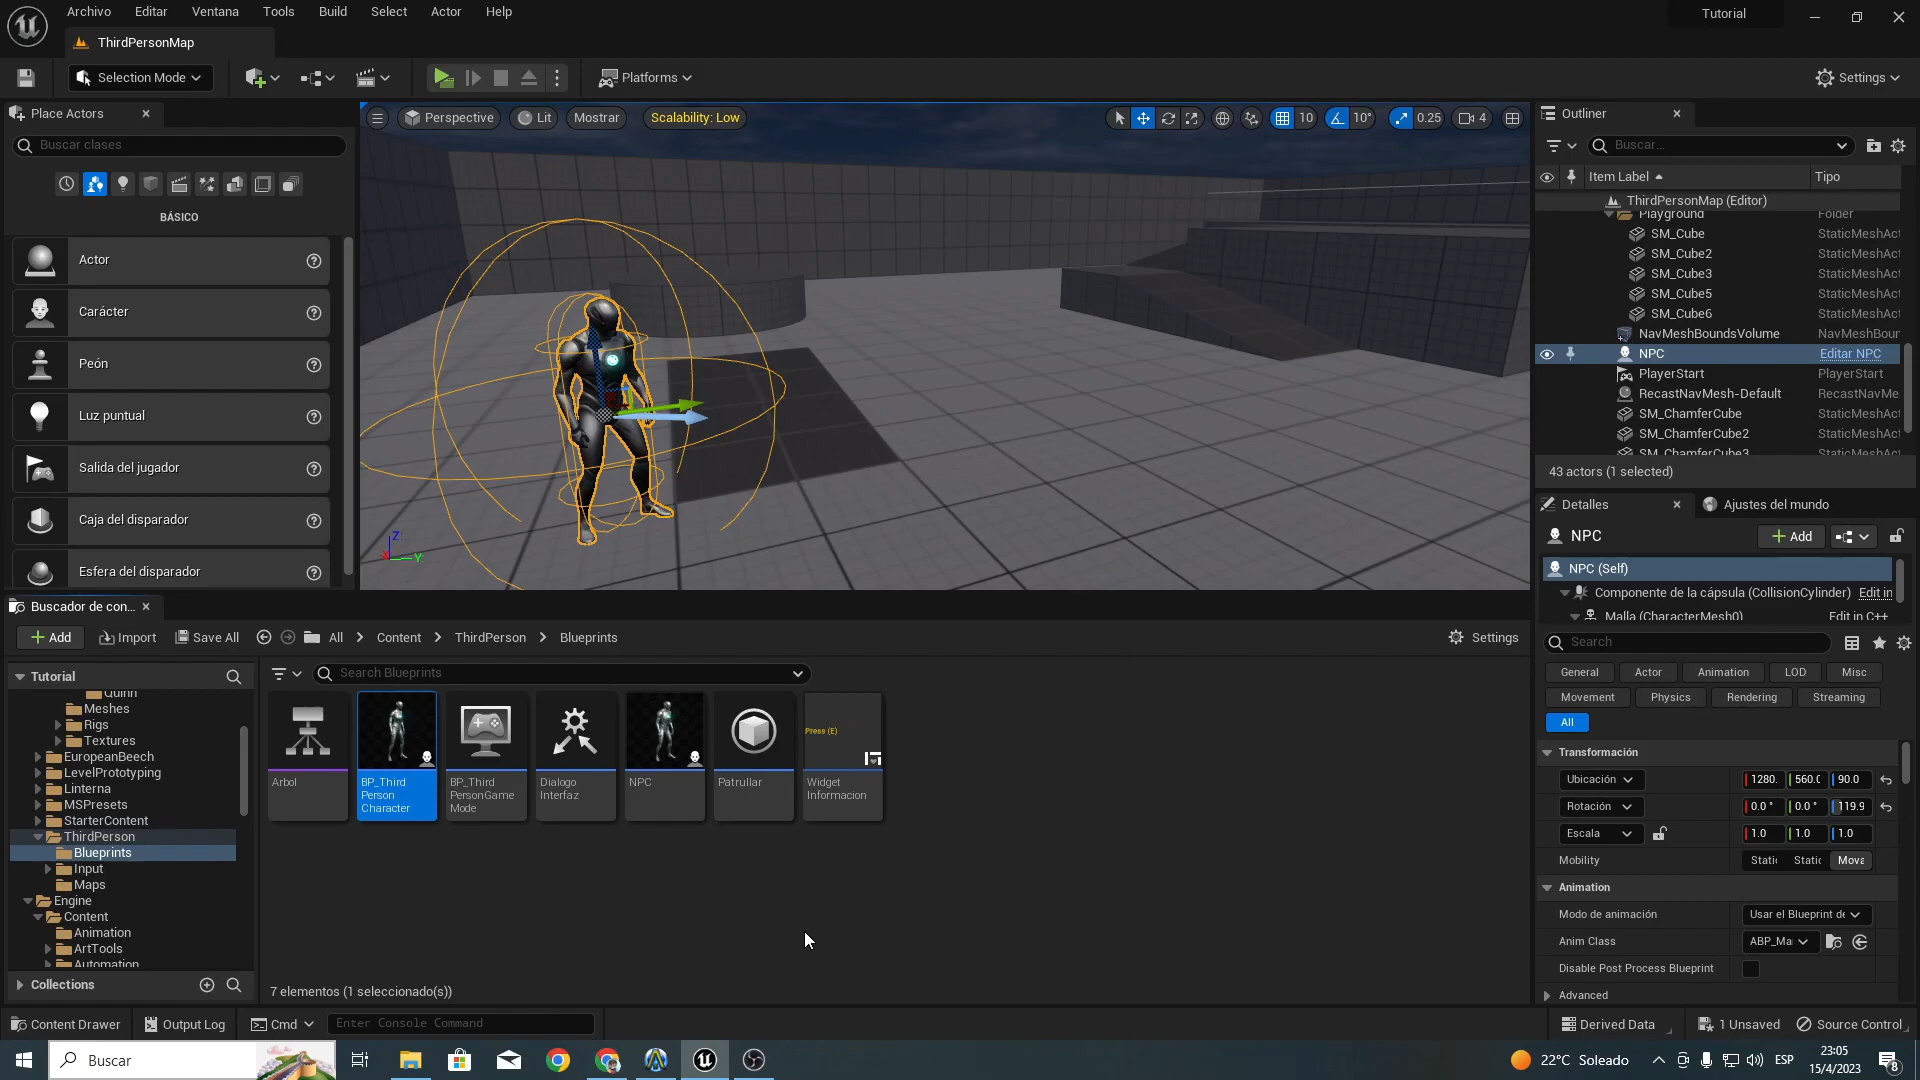 Archivo Editar Ventana Tools Build Select Actor Help
Tutorial
ThirdPersonMap
Selection Mode
Platforms
Settings
Place Actors
Buscar clases
BÁSICO
Actor
Carácter
Peón
Luz puntual
Salida del jugador
Caja del disparador
Esfera del disparador
Perspective
Lit
Mostrar
Scalability: Low
10
10°
0.25
4
Z
Y
Outliner
Buscar...
Item Label Tipo
ThirdPersonMap (Editor)
Playground Folder
SM_Cube StaticMeshAct
SM_Cube2 StaticMeshAct
SM_Cube3 StaticMeshAct
SM_Cube5 StaticMeshAct
SM_Cube6 StaticMeshAct
NavMeshBoundsVolume NavMeshBour
NPC Editar NPC
PlayerStart PlayerStart
RecastNavMesh-Default RecastNavMe
SM_ChamferCube StaticMeshAct
SM_ChamferCube2 StaticMeshAct
SM_ChamferCube3 StaticMeshAct
43 actors (1 selected)
Detalles
Ajustes del mundo
NPC
Add
NPC (Self)
Componente de la cápsula (CollisionCylinder) Edit in
Malla (CharacterMesh0) Edit in C++
Search
General Actor Animation LOD Misc
Movement Physics Rendering Streaming
All
Transformación
Ubicación 1280. 560.0 90.0
Rotación 0.0 ° 0.0 ° 119.9
Escala 1.0 1.0 1.0
Mobility Stati Static Mova
Animation
Modo de animación Usar el Blueprint de
Anim Class ABP_Ma
Disable Post Process Blueprint
Advanced
Buscador de con...
Add Import Save All All Content ThirdPerson Blueprints Settings
Tutorial
Quinn
Meshes
Rigs
Textures
EuropeanBeech
LevelPrototyping
Linterna
MSPresets
StarterContent
ThirdPerson
Blueprints
Input
Maps
Engine
Content
Animation
ArtTools
Automation
Collections
Search Blueprints
Press (E)
Arbol
BP_Third
Person
Character
BP_Third
PersonGame
Mode
Dialogo
Interfaz
NPC
Patrullar
Widget
Informacion
7 elementos (1 seleccionado(s))
Content Drawer Output Log Cmd Enter Console Command Derived Data 1 Unsaved Source Control
Buscar
22°C Soleado
ESP
23:05
15/4/2023
8